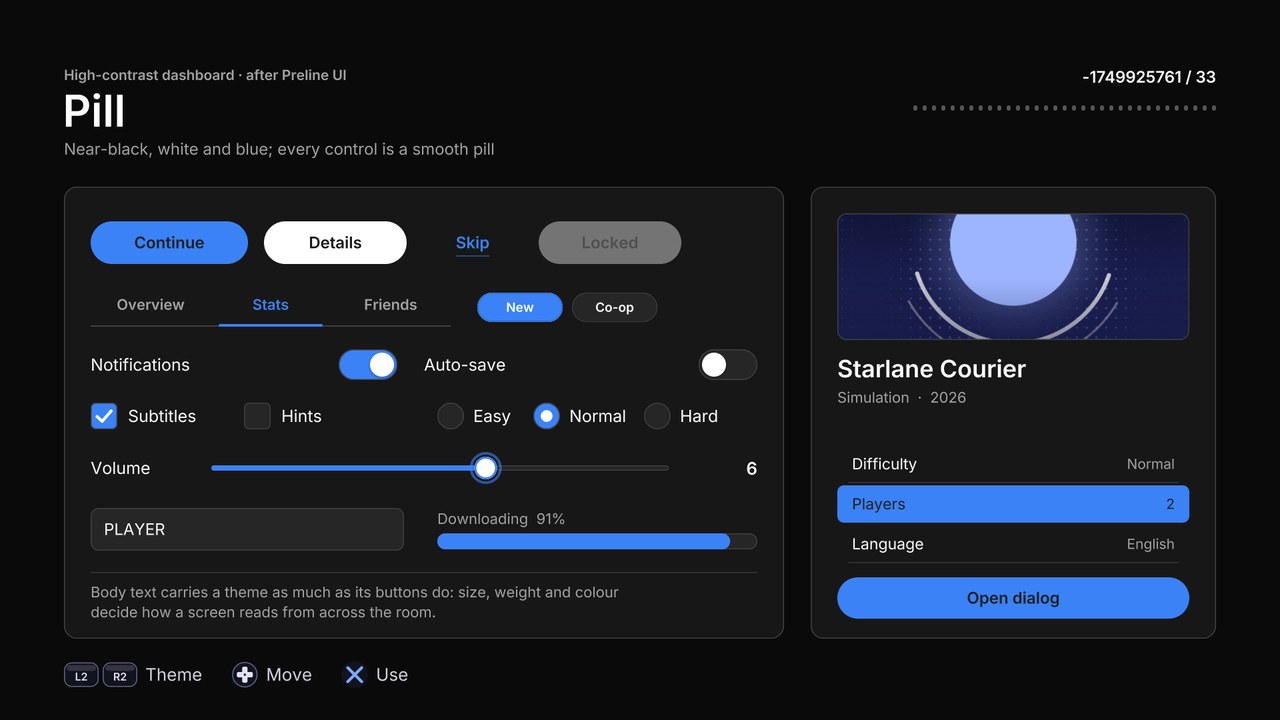 High-contrast dashboard · after Preline UI
-1749925761 / 33
Pill
Near-black, white and blue; every control is a smooth pill
Continue
Details
Skip
Locked
Overview
Stats
Friends
New
Co-op
Notifications
Auto-save
Subtitles
Hints
Easy
Normal
Hard
Volume
6
PLAYER
Downloading 91%
Body text carries a theme as much as its buttons do: size, weight and colour
decide how a screen reads from across the room.
Starlane Courier
Simulation · 2026
Difficulty
Normal
Players
2
Language
English
Open dialog
L2
R2
Theme
Move
Use